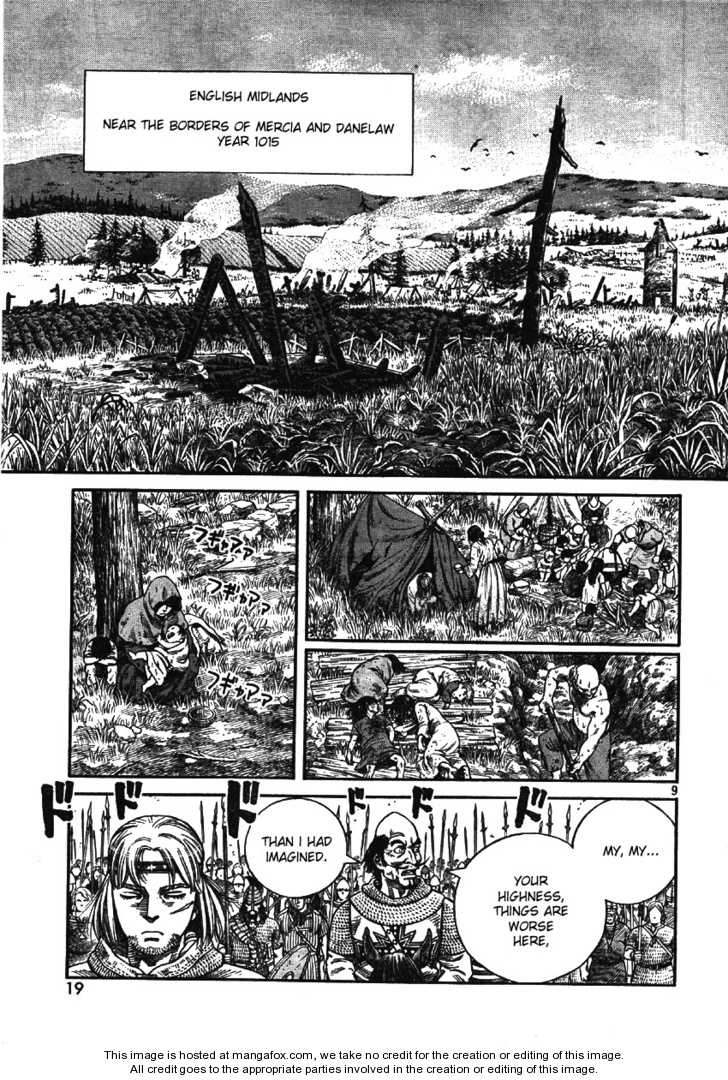 ENGLISH MIDLANDS
NEAR THE BORDERS OF MERCIA AND DANELAW
YEAR 1015
フギャアァ
フギャアァ
フギャアァ
9
MY, MY...
YOUR
HIGHNESS,
THINGS ARE
WORSE
HERE,
THAN I HAD
IMAGINED.
ド
ド
ド
ド
ド
19
This image is hosted at mangafox.com, we take no credit for the creation or editing of this image.
All credit goes to the appropriate parties involved in the creation or editing of this image.